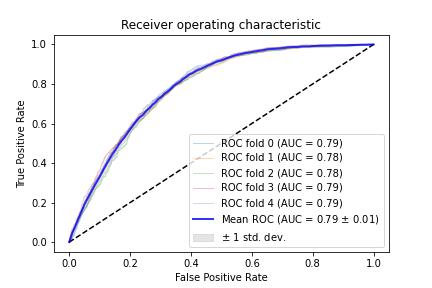 Receiver operating characteristic
True Positive Rate
1.0
0.8
0.6
0.4
0.2
0.0
ROC fold 0 (AUC = 0.79)
ROC fold 1 (AUC = 0.78)
ROC fold 2 (AUC = 0.78)
ROC fold 3 (AUC = 0.79)
ROC fold 4 (AUC = 0.79)
Mean ROC (AUC = 0.79 ± 0.01)
± 1 std. dev.
0.0 0.2 0.4 0.6 0.8 1.0
False Positive Rate